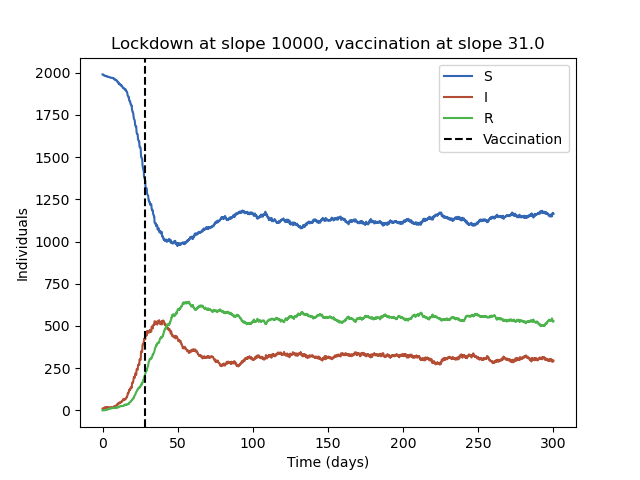 Lockdown at slope 10000, vaccination at slope 31.0
2000
1750
1500
1250
1000
750
500
250
0
Individuals
S
I
R
Vaccination
0 50 100 150 200 250 300
Time (days)